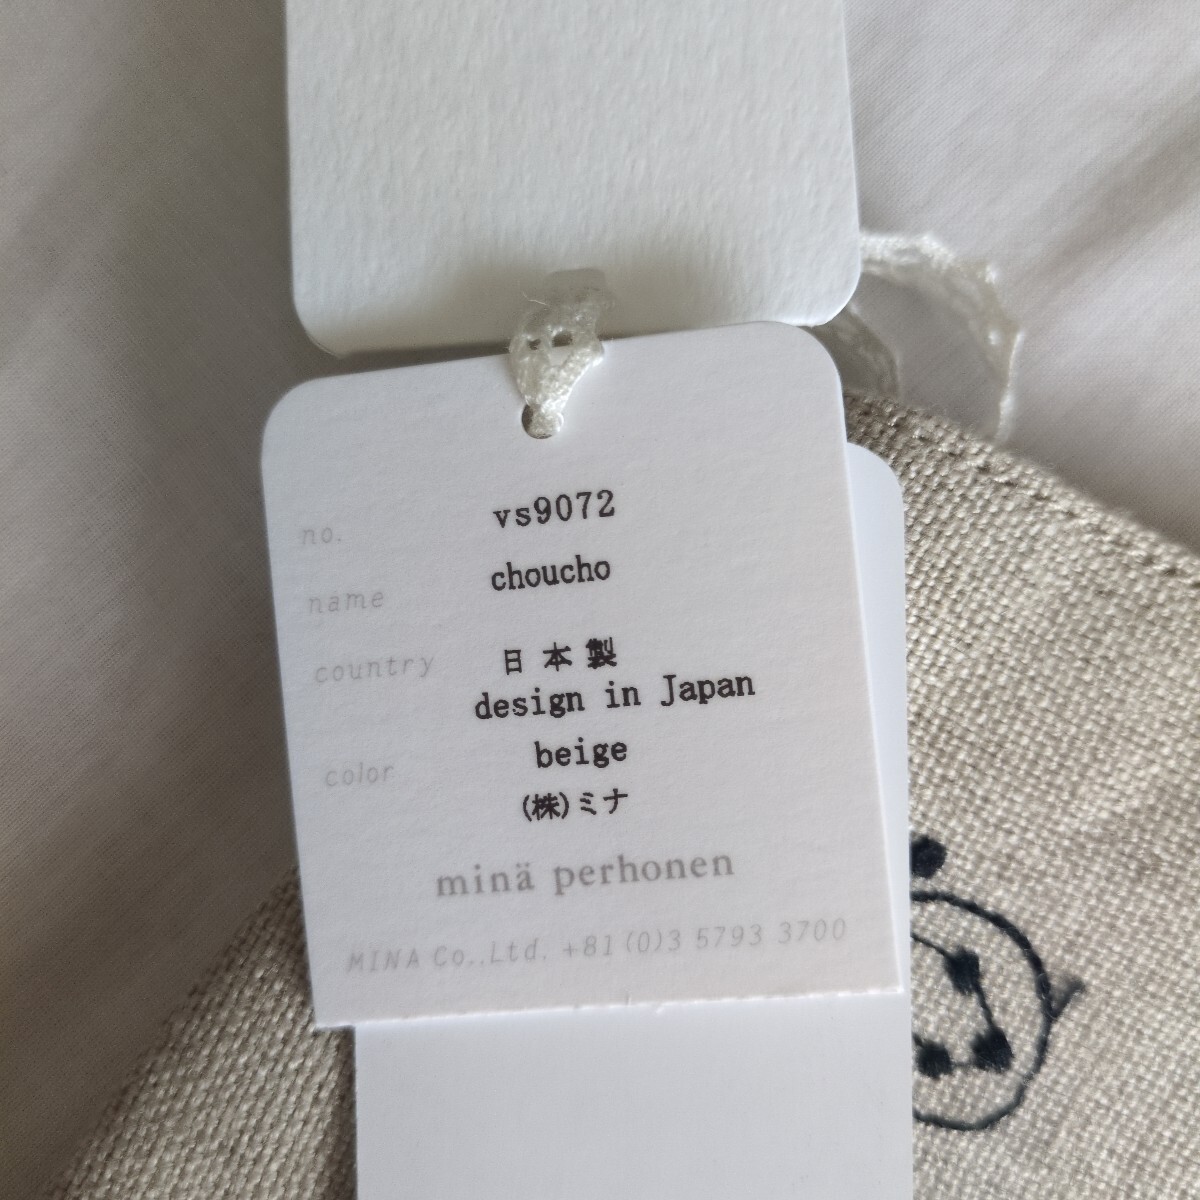 no. vs9072
name choucho
country 日本製
design in Japan
color beige
(株)ミナ
minä perhonen
MINA Co.,Ltd. +81(0)3 5793 3700